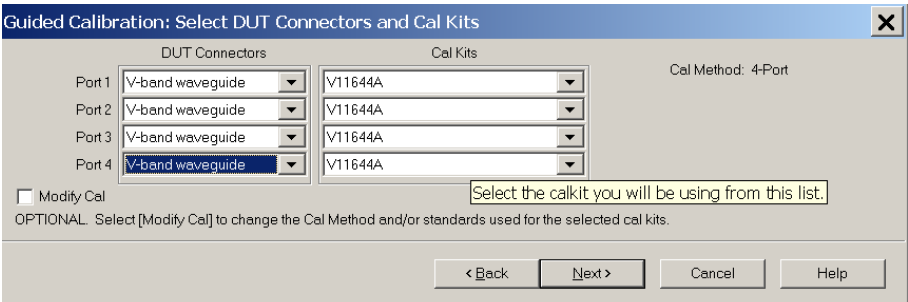 Guided Calibration: Select DUT Connectors and Cal Kits
DUT Connectors Cal Kits
Cal Method: 4-Port
Port 1 V-band waveguide V11644A
Port 2 V-band waveguide V11644A
Port 3 V-band waveguide V11644A
Port 4 V-band waveguide V11644A
Select the calkit you will be using from this list.
Modify Cal
OPTIONAL. Select [Modify Cal] to change the Cal Method and/or standards used for the selected cal kits.
< Back Next > Cancel Help